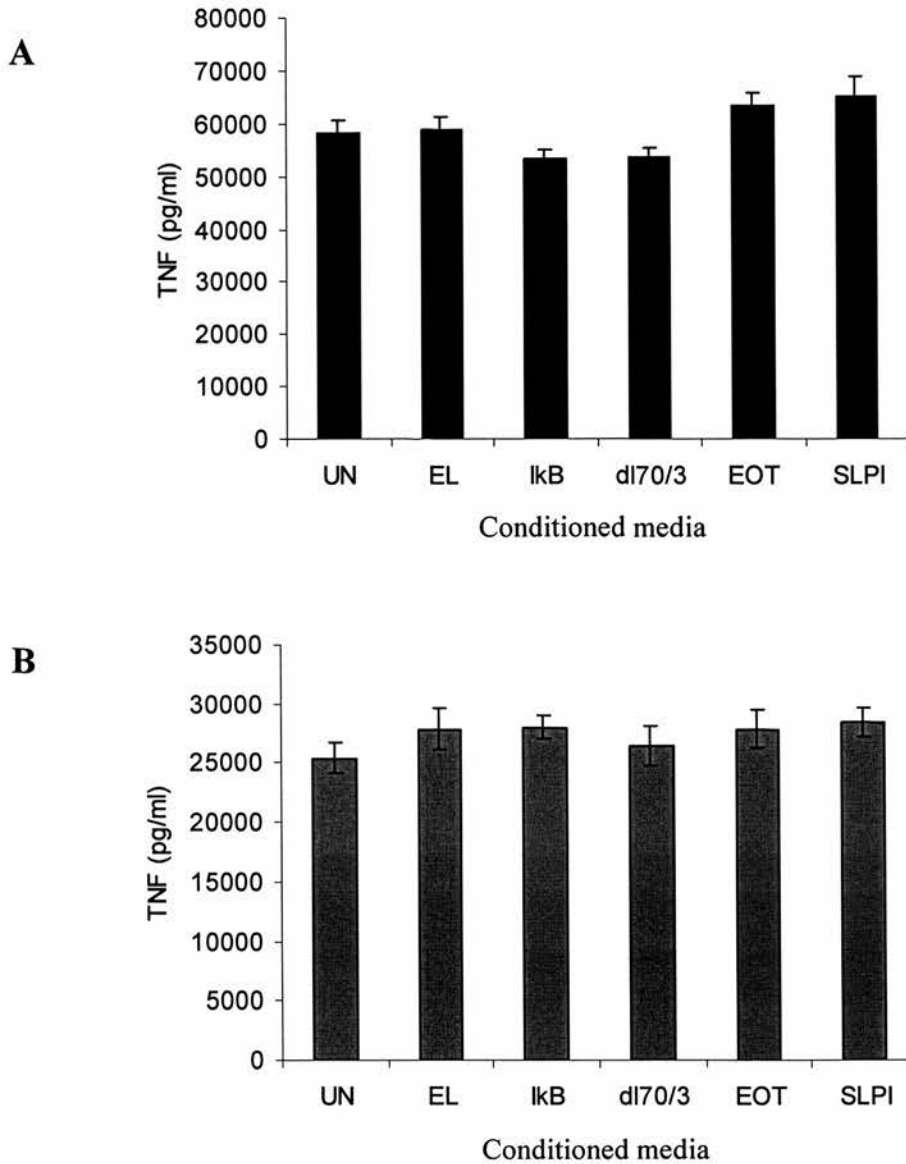 A
80000
70000
60000
50000
40000
30000
20000
10000
0
TNF (pg/ml)
UN EL IkB dl70/3 EOT SLPI
Conditioned media
B
35000
30000
25000
20000
15000
10000
5000
0
TNF (pg/ml)
UN EL IkB dl70/3 EOT SLPI
Conditioned media